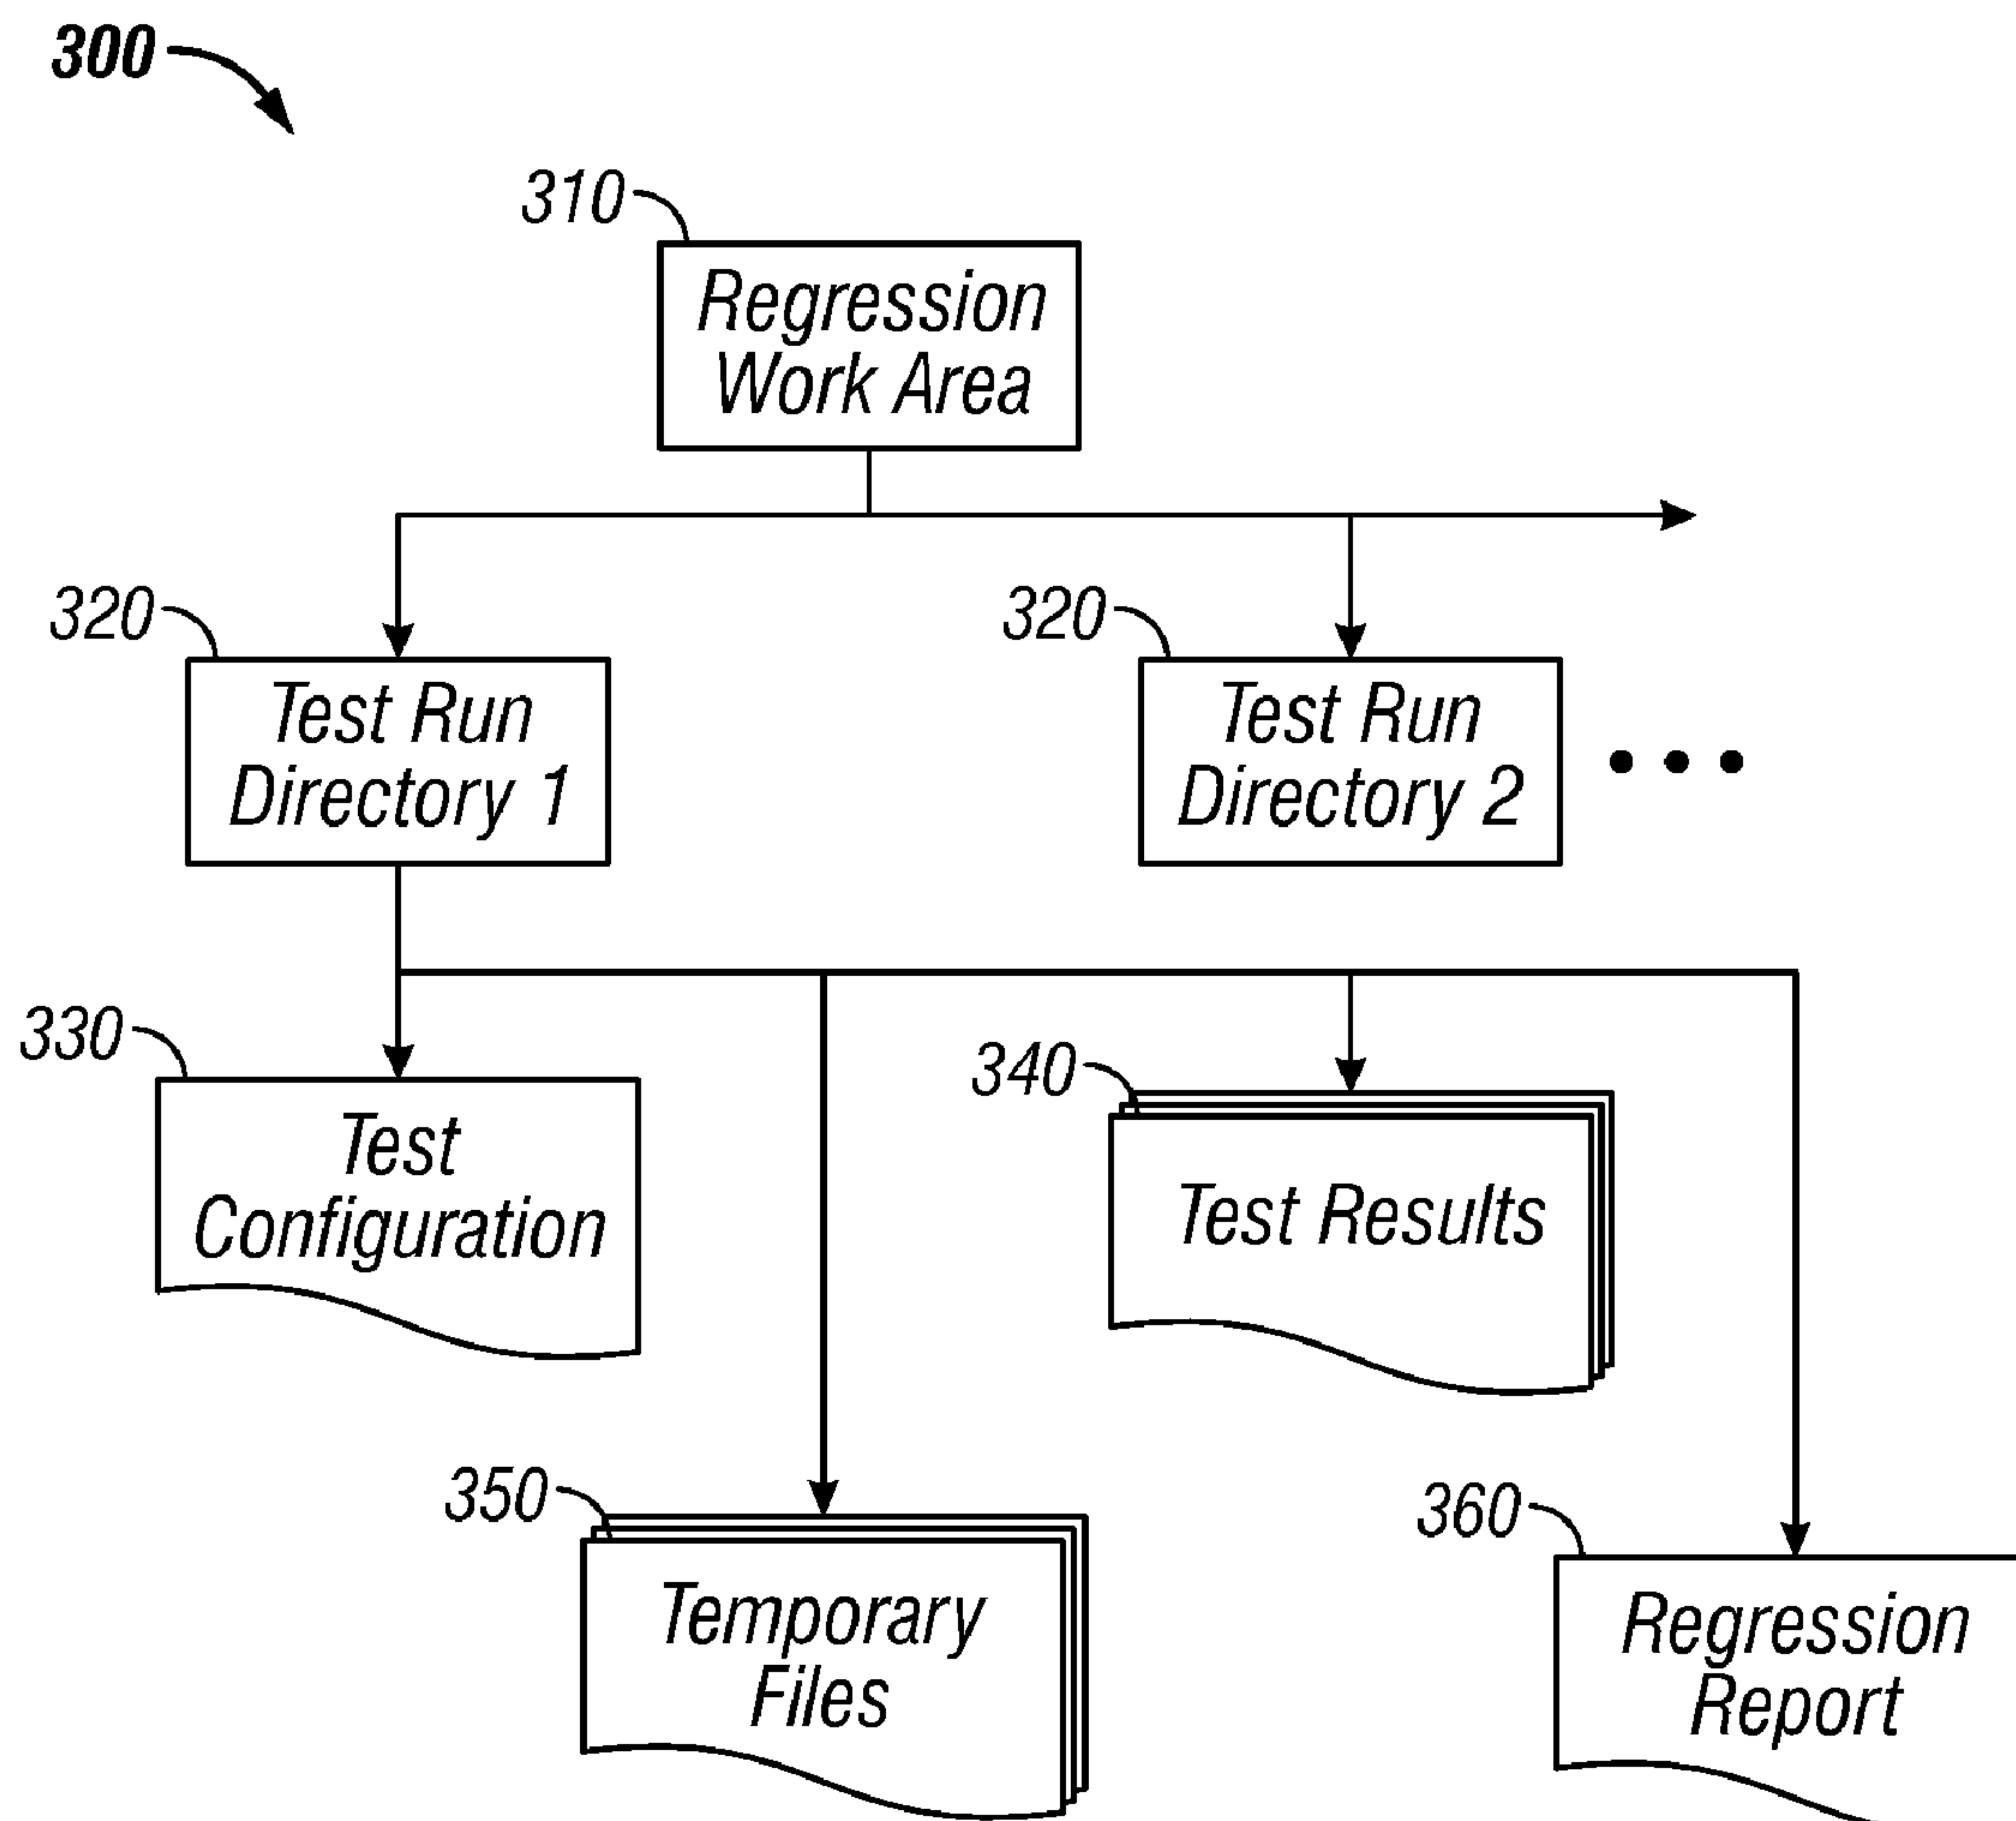 300
310
Regression
Work Area
320
Test Run
Directory 1
320
Test Run
Directory 2
330
Test
Configuration
340
Test Results
350
Temporary
Files
360
Regression
Report